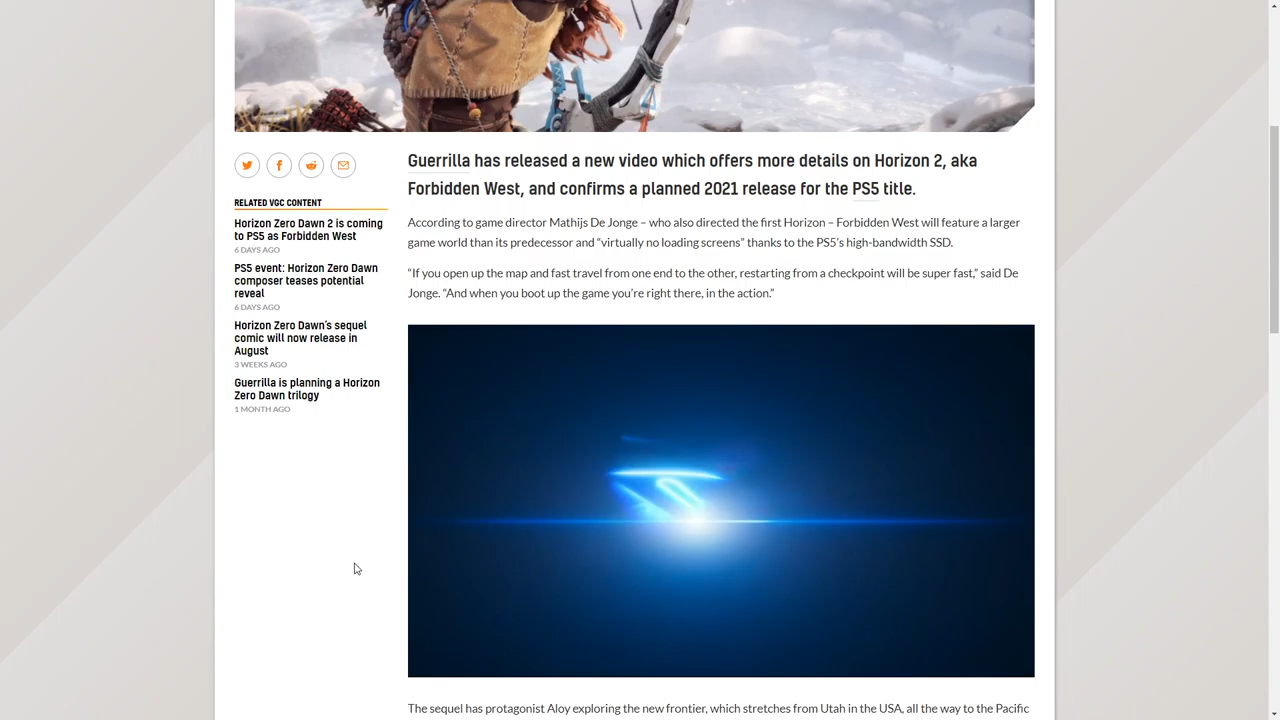 Guerrilla has released a new video which offers more details on Horizon 2, aka
Forbidden West, and confirms a planned 2021 release for the PS5 title.
RELATED VGC CONTENT
Horizon Zero Dawn 2 is coming
to PS5 as Forbidden West
6 DAYS AGO
PS5 event: Horizon Zero Dawn
composer teases potential
reveal
6 DAYS AGO
Horizon Zero Dawn’s sequel
comic will now release in
August
3 WEEKS AGO
Guerrilla is planning a Horizon
Zero Dawn trilogy
1 MONTH AGO
According to game director Mathijs De Jonge – who also directed the first Horizon – Forbidden West will feature a larger
game world than its predecessor and “virtually no loading screens” thanks to the PS5’s high-bandwidth SSD.
“If you open up the map and fast travel from one end to the other, restarting from a checkpoint will be super fast,” said De
Jonge. “And when you boot up the game you’re right there, in the action.”
The sequel has protagonist Aloy exploring the new frontier, which stretches from Utah in the USA, all the way to the Pacific